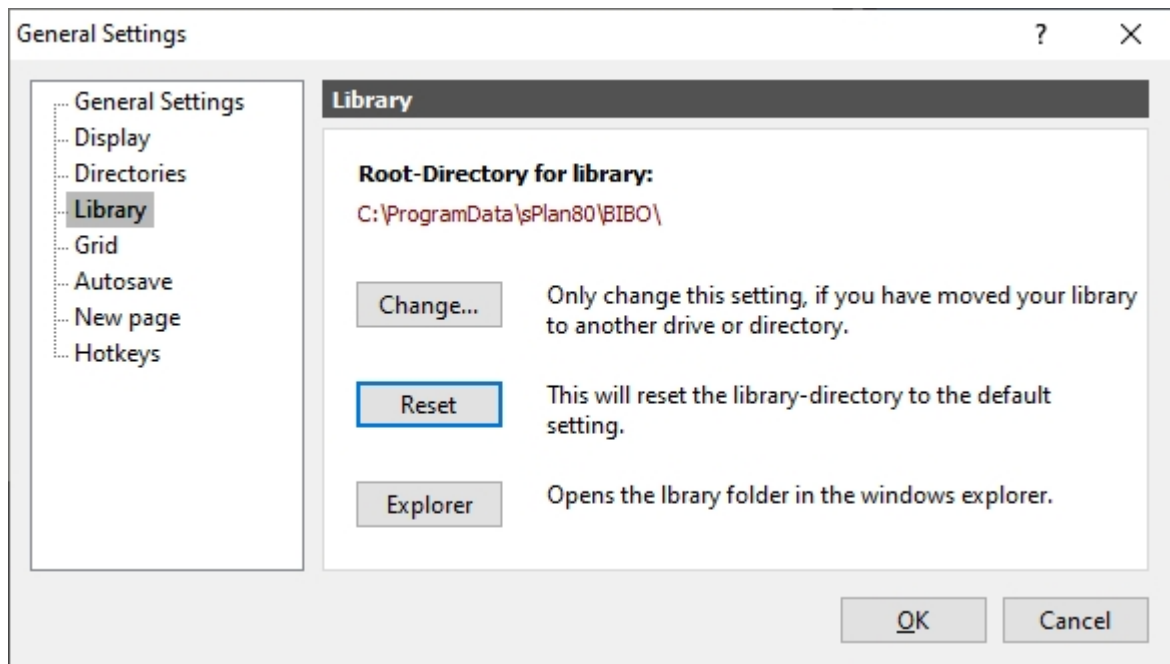 General Settings
?
General Settings
Display
Directories
Library
Grid
Autosave
New page
Hotkeys
Library
Root-Directory for library:
C:\ProgramData\sPlan80\BIBO\
Change...
Only change this setting, if you have moved your library
to another drive or directory.
Reset
This will reset the library-directory to the default
setting.
Explorer
Opens the lbrary folder in the windows explorer.
OK
Cancel